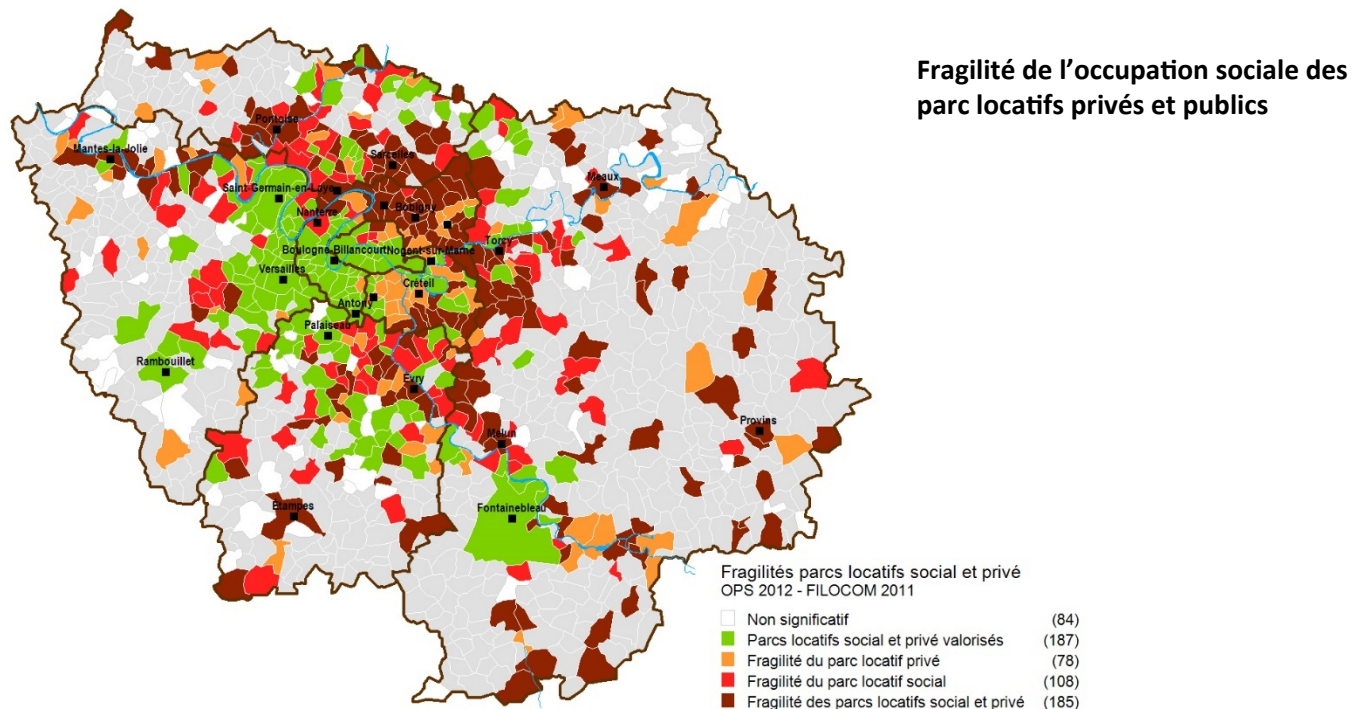 Fragilité de l'occupation sociale des
parc locatifs privés et publics
Pontoise
Mantes-la-Jolie
Sarcelles
Meaux
Saint-Germain-en-Laye
Bobigny
Nanterre
Torcy
Boulogne-Billancourt
Nogent-sur-Marne
Versailles
Créteil
Antony
Palaiseau
Rambouillet
Evry
Provins
Melun
Etampes
Fontainebleau
Fragilités parcs locatifs social et privé
OPS 2012 - FILOCOM 2011
Non significatif (84)
Parcs locatifs social et privé valorisés (187)
Fragilité du parc locatif privé (78)
Fragilité du parc locatif social (108)
Fragilité des parcs locatifs social et privé (185)